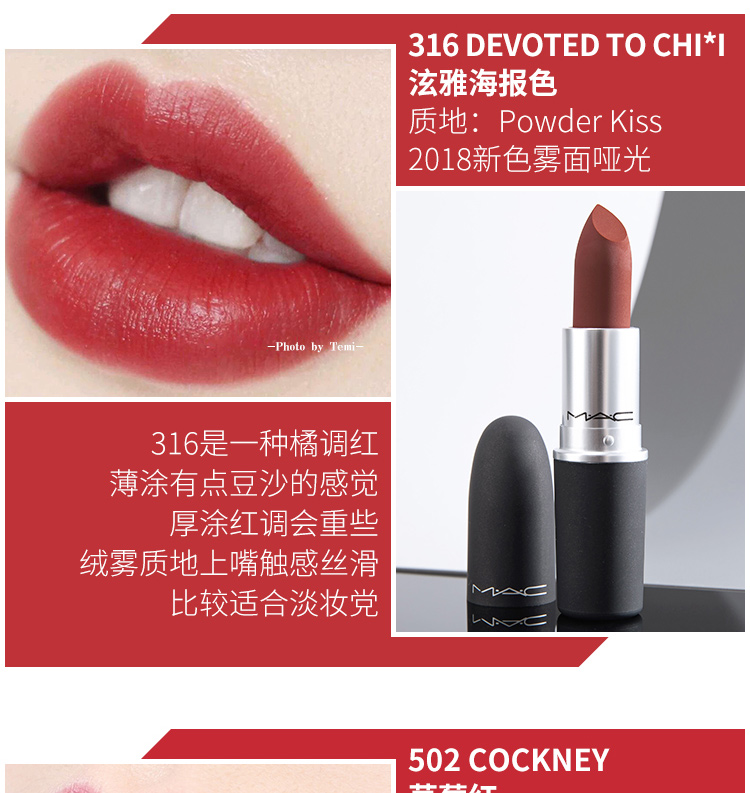 316 DEVOTED TO CHI*I
泫雅海报色
质地：Powder Kiss
2018新色雾面哑光
—Photo by Temi—
MAC
MAC
316是一种橘调红
薄涂有点豆沙的感觉
厚涂红调会重些
绒雾质地上嘴触感丝滑
比较适合淡妆党
502 COCKNEY